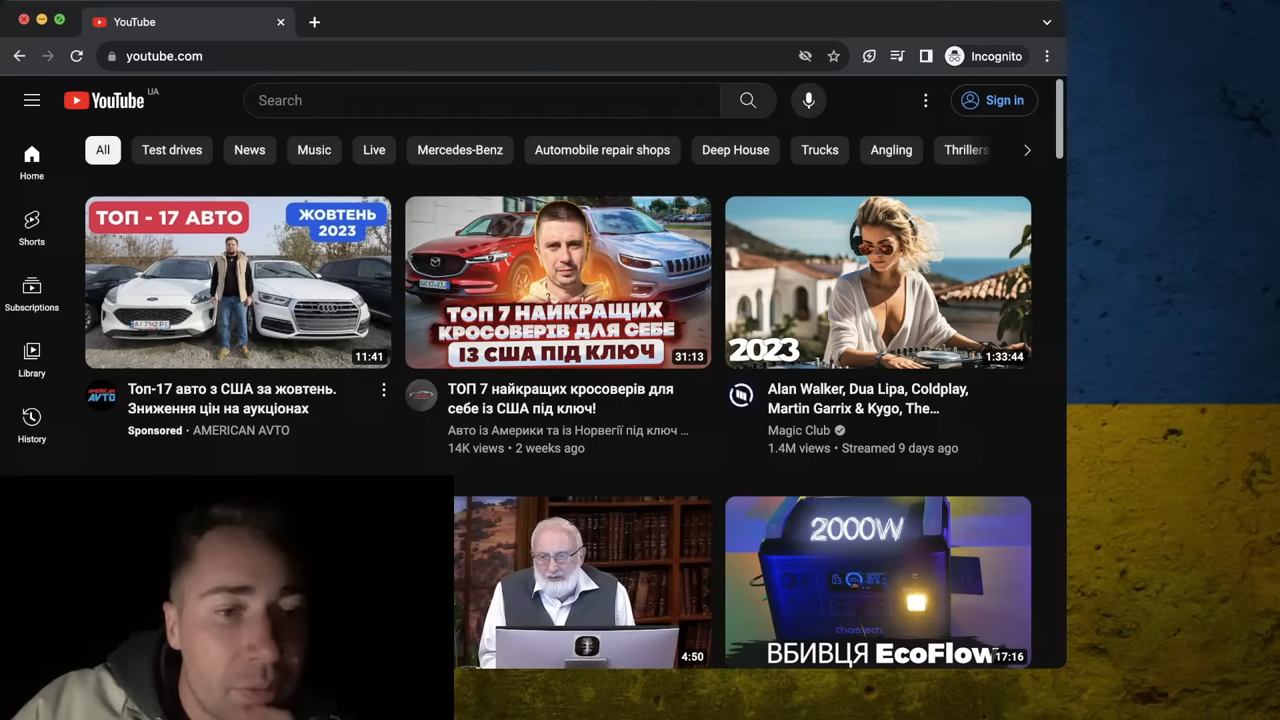 YouTube
youtube.com
Incognito
YouTube
UA
Search
Sign in
All
Test drives
News
Music
Live
Mercedes-Benz
Automobile repair shops
Deep House
Trucks
Angling
Thrillers
Home
Shorts
Subscriptions
Library
History
ТОП - 17 АВТО
ЖОВТЕНЬ
2023
11:41
ТОП 7 НАЙКРАЩИХ
КРОСОВЕРІВ ДЛЯ СЕБЕ
ІЗ США ПІД КЛЮЧ
31:13
2023
1:33:44
АМЕРІКАН
АВТО
Топ-17 авто з США за жовтень.
Зниження цін на аукціонах
Sponsored • AMERICAN AVTO
ТОП 7 найкращих кросоверів для
себе із США під ключ!
Авто із Америки та із Норвегії під ключ ...
14K views • 2 weeks ago
Alan Walker, Dua Lipa, Coldplay,
Martin Garrix & Kygo, The…
Magic Club
1.4M views • Streamed 9 days ago
4:50
2000W
choetech
ВБИВЦЯ EcoFlow
17:16